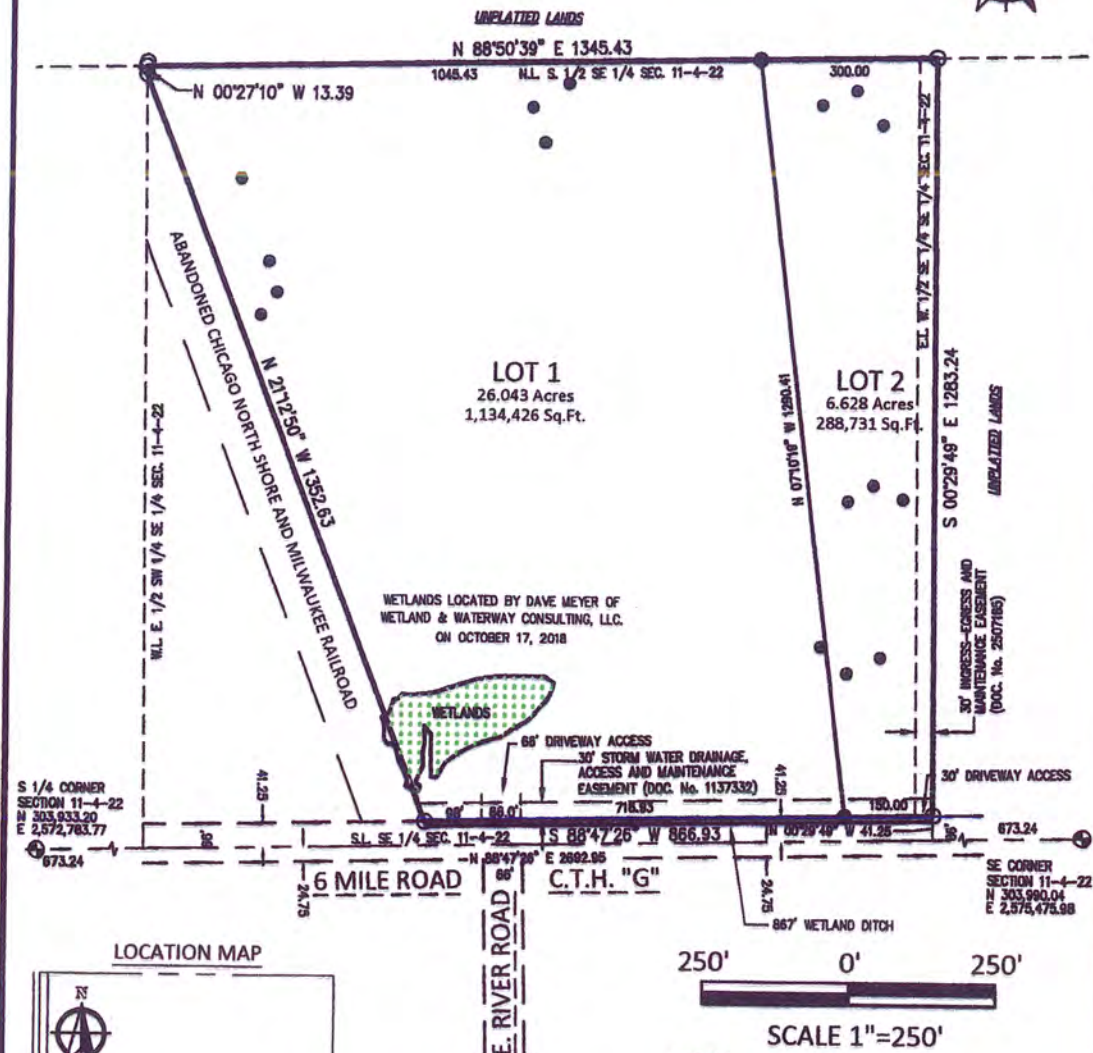 UNPLATTED LANDS
N 88°50'39" E 1345.43
1045.43
N.L. S. 1/2 SE 1/4 SEC. 11-4-22
300.00
N 00°27'10" W 13.39
E.L. W. 1/2 SE 1/4 SE 1/4 SEC. 11-4-22
ABANDONED CHICAGO NORTH SHORE AND MILWAUKEE RAILROAD
N 21°12'50" W 1352.63
W.L. E. 1/2 SW 1/4 SE 1/4 SEC. 11-4-22
LOT 1
26.043 Acres
1,134,426 Sq.Ft.
N 07°10'18" W 1290.41
LOT 2
6.628 Acres
288,731 Sq.Ft.
S 00°29'49" E 1283.24
UNPLATTED LANDS
30' INGRESS-EGRESS AND
MAINTENANCE EASEMENT
(DOC. No. 2507185)
WETLANDS LOCATED BY DAVE MEYER OF
WETLAND & WATERWAY CONSULTING, LLC.
ON OCTOBER 17, 2018
WETLANDS
66' DRIVEWAY ACCESS
30' STORM WATER DRAINAGE,
ACCESS AND MAINTENANCE
EASEMENT (DOC. No. 1137332)
30' DRIVEWAY ACCESS
S 1/4 CORNER
SECTION 11-4-22
N 303,933.20
E 2,572,783.77
673.24
41.25
66.0'
716.93
41.25
150.00
S.L. SE 1/4 SEC. 11-4-22
S 88°47'26" W 866.93
N 00°29'49" W 41.25
673.24
N 88°47'26" E 2692.95
SE CORNER
SECTION 11-4-22
N 303,990.04
E 2,575,475.98
24.75
6 MILE ROAD
66'
C.T.H. "G"
24.75
867' WETLAND DITCH
E. RIVER ROAD
LOCATION MAP
N
250' 0' 250'
SCALE 1"=250'